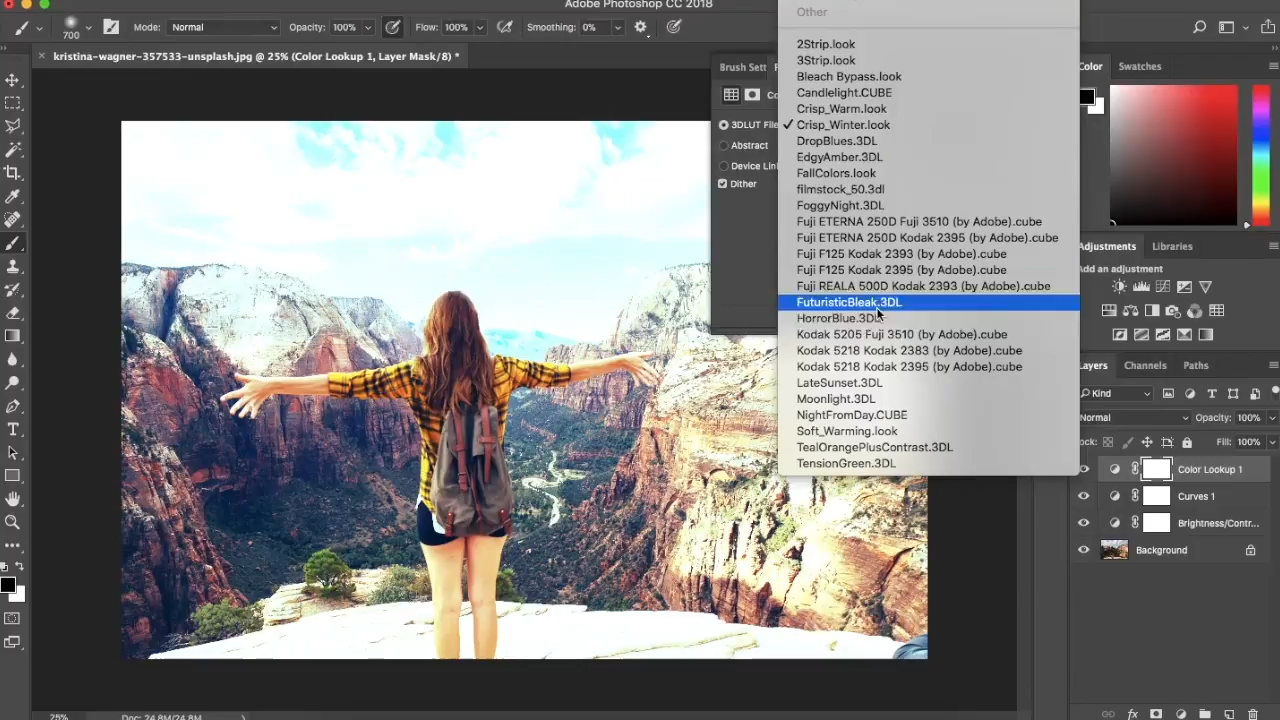 Adobe Photoshop CC 2018
700
Mode: Normal
Opacity: 100%
Flow: 100%
Smoothing: 0%
kristina-wagner-357533-unsplash.jpg @ 25% (Color Lookup 1, Layer Mask/8) *
Brush Sett
3DLUT File
Abstract
Device Lin
Dither
Other
2Strip.look
3Strip.look
Bleach Bypass.look
Candlelight.CUBE
Crisp_Warm.look
Crisp_Winter.look
DropBlues.3DL
EdgyAmber.3DL
FallColors.look
filmstock_50.3dl
FoggyNight.3DL
Fuji ETERNA 250D Fuji 3510 (by Adobe).cube
Fuji ETERNA 250D Kodak 2395 (by Adobe).cube
Fuji F125 Kodak 2393 (by Adobe).cube
Fuji F125 Kodak 2395 (by Adobe).cube
Fuji REALA 500D Kodak 2393 (by Adobe).cube
FuturisticBleak.3DL
HorrorBlue.3DL
Kodak 5205 Fuji 3510 (by Adobe).cube
Kodak 5218 Kodak 2383 (by Adobe).cube
Kodak 5218 Kodak 2395 (by Adobe).cube
LateSunset.3DL
Moonlight.3DL
NightFromDay.CUBE
Soft_Warming.look
TealOrangePlusContrast.3DL
TensionGreen.3DL
Color
Swatches
Adjustments
Libraries
Add an adjustment
Layers
Channels
Paths
Kind
Normal
Opacity: 100%
ock:
Fill: 100%
Color Lookup 1
Curves 1
Brightness/Contr...
Background
25%
Doc: 24.8M/24.8M